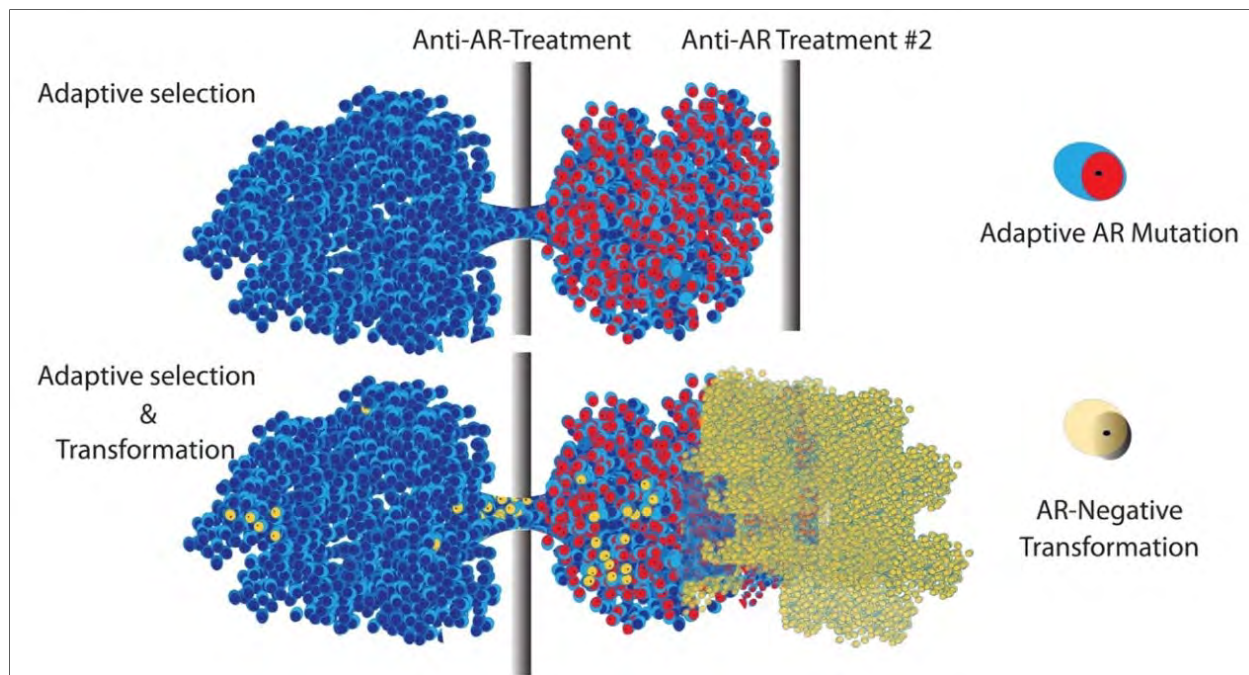 Anti-AR-Treatment
Anti-AR Treatment #2
Adaptive selection
Adaptive AR Mutation
Adaptive selection
&
Transformation
AR-Negative
Transformation